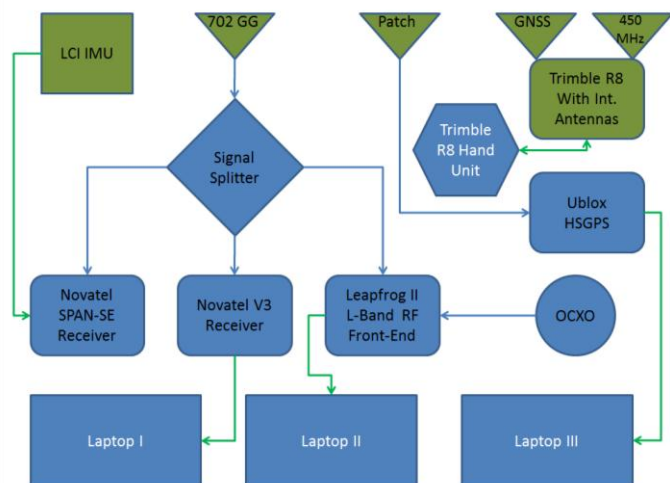 702 GG
Patch
GNSS
450
MHz
LCI IMU
Trimble R8
With Int.
Antennas
Trimble
R8 Hand
Unit
Signal
Splitter
Ublox
HSGPS
Novatel
SPAN-SE
Receiver
Novatel V3
Receiver
Leapfrog II
L-Band RF
Front-End
OCXO
Laptop I
Laptop II
Laptop III